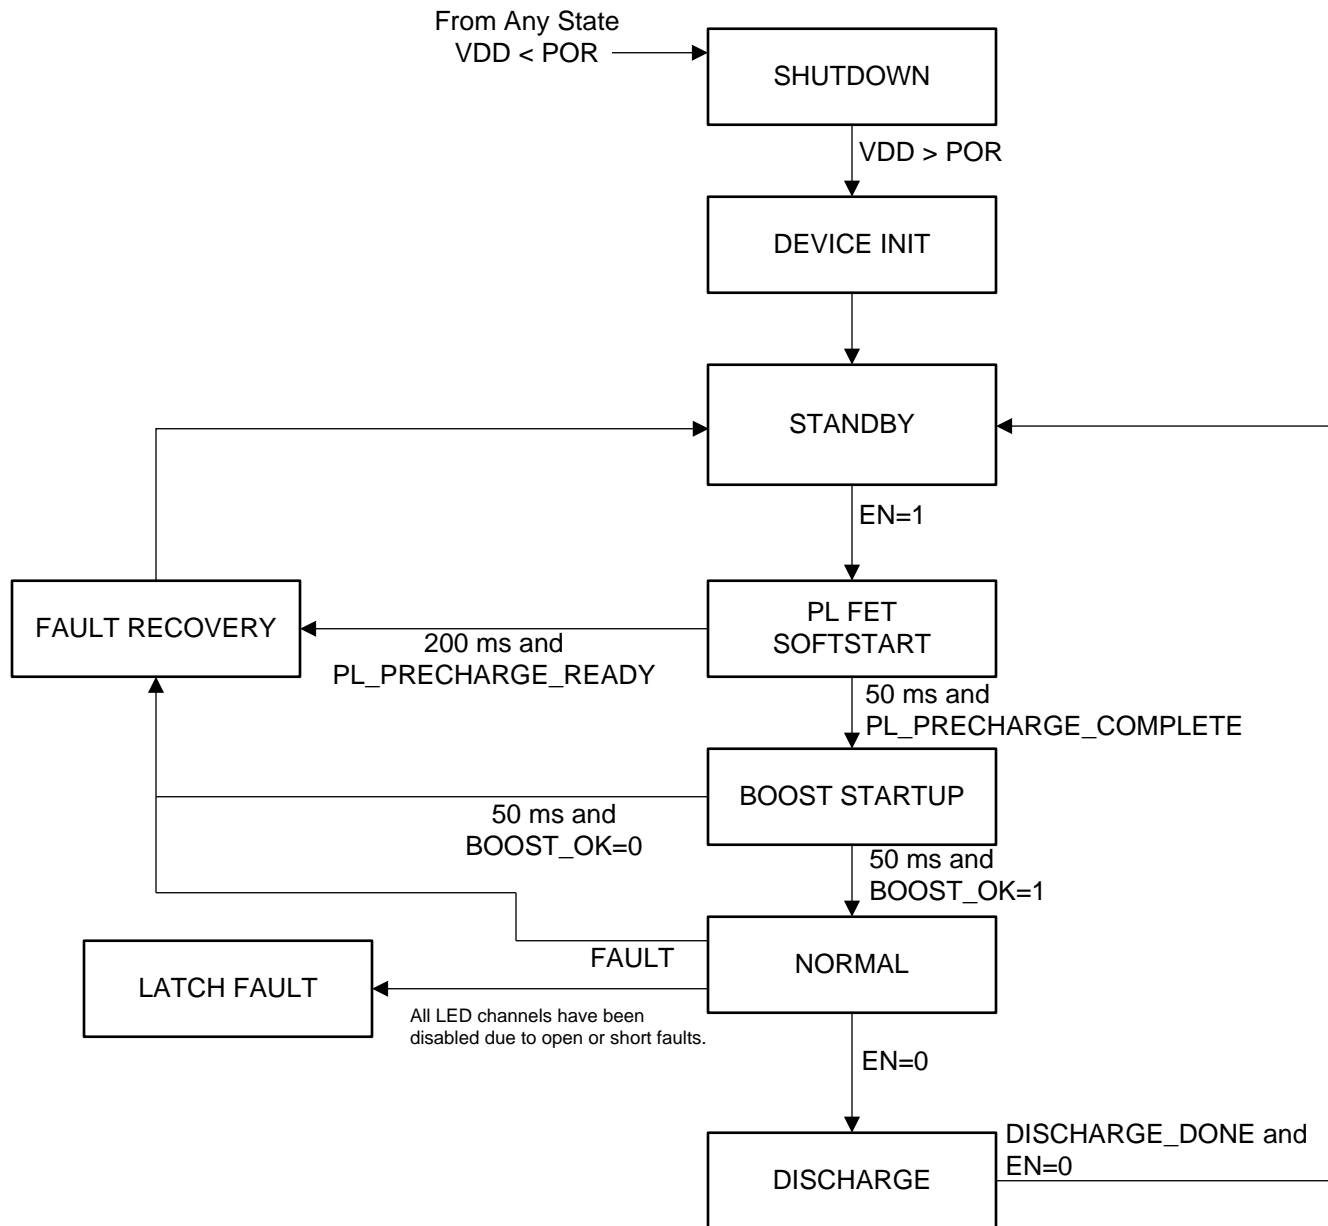 From Any State
VDD < POR
SHUTDOWN
VDD > POR
DEVICE INIT
STANDBY
EN=1
FAULT RECOVERY
PL FET
SOFTSTART
200 ms and
PL_PRECHARGE_READY
50 ms and
PL_PRECHARGE_COMPLETE
BOOST STARTUP
50 ms and
BOOST_OK=0
50 ms and
BOOST_OK=1
FAULT
NORMAL
LATCH FAULT
All LED channels have been
disabled due to open or short faults.
EN=0
DISCHARGE
DISCHARGE_DONE and
EN=0